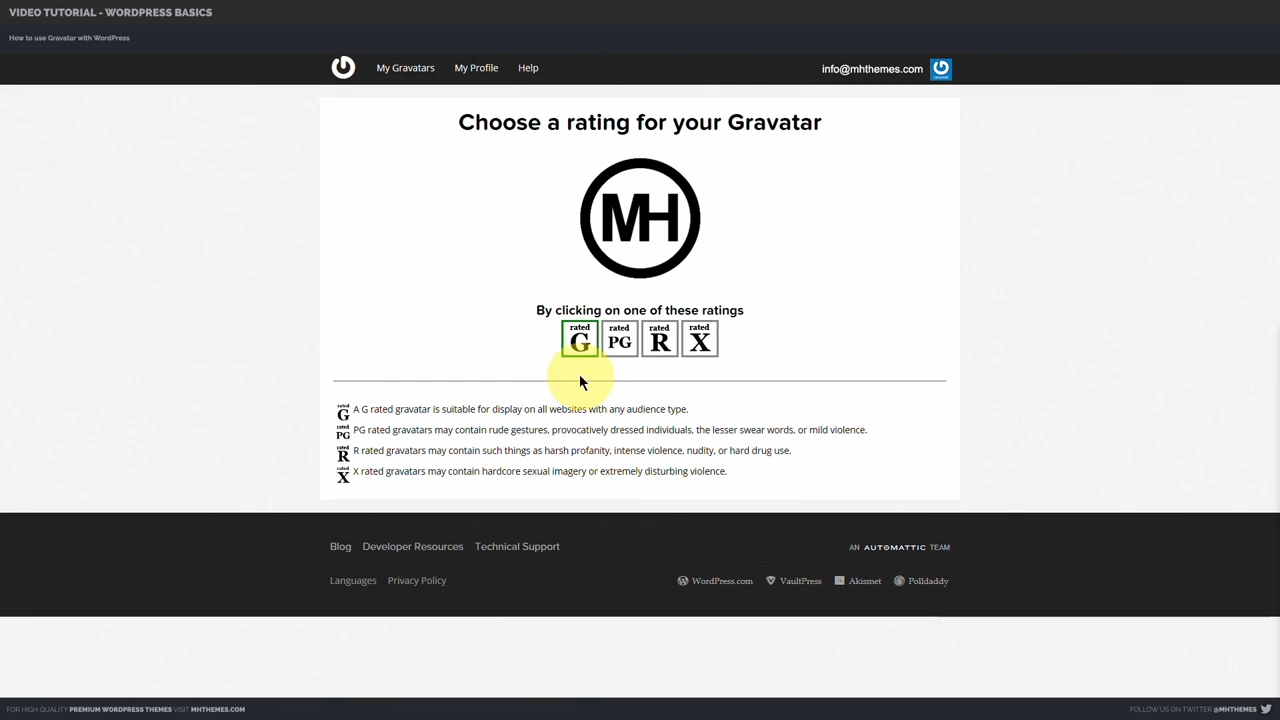 VIDEO TUTORIAL - WORDPRESS BASICS
How to use Gravatar with WordPress
My Gravatars My Profile Help info@mhthemes.com
Choose a rating for your Gravatar
MH
By clicking on one of these ratings
rated G rated PG rated R rated X
rated G A G rated gravatar is suitable for display on all websites with any audience type.
rated PG PG rated gravatars may contain rude gestures, provocatively dressed individuals, the lesser swear words, or mild violence.
rated R R rated gravatars may contain such things as harsh profanity, intense violence, nudity, or hard drug use.
rated X X rated gravatars may contain hardcore sexual imagery or extremely disturbing violence.
Blog Developer Resources Technical Support AN AUTOMATTIC TEAM
Languages Privacy Policy WordPress.com VaultPress Akismet Polldaddy
FOR HIGH QUALITY PREMIUM WORDPRESS THEMES VISIT MHTHEMES.COM FOLLOW US ON TWITTER @MHTHEMES